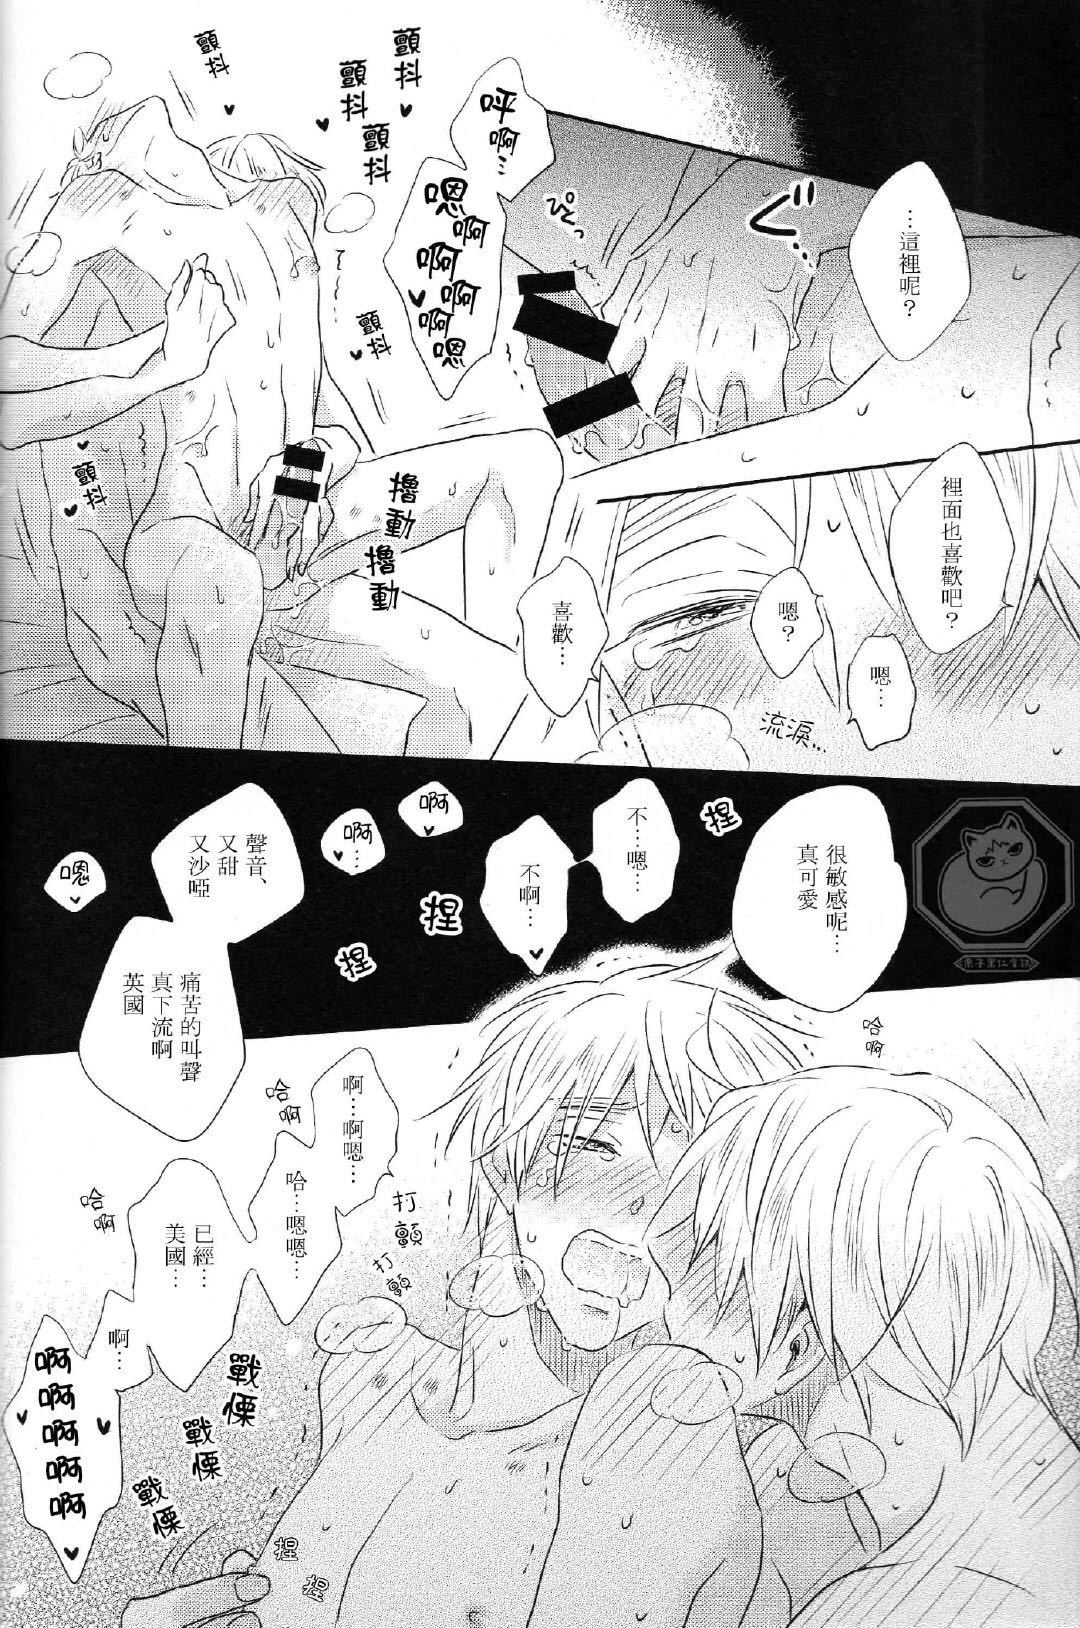 …這裡呢？
ぐ…
ぴとっ
呼啊…
嗯啊
啊啊
啊嗯
顫抖
顫抖
顫抖
顫抖
顫抖
顫抖
擼動
擼動
裡面也喜歡吧？
嗯？
嗯…
喜歡…
流淚…
很敏感呢…
真可愛
捏
不…嗯…
不啊…
捏
捏
啊
啊…
嗯
聲音、
又甜
又沙啞
痛苦的叫聲
真下流啊
英國
哈啊
啊…啊嗯…
哈啊
哈…嗯嗯…
打顫
打顫
已經…
美國…
哈啊
啊…
啊啊啊啊啊
戰慄
戰慄
戰慄
捏
捏